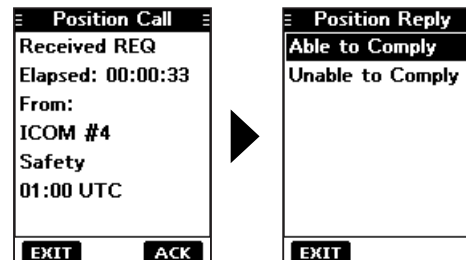 Position Call
Received REQ
Elapsed: 00:00:33
From:
ICOM #4
Safety
01:00 UTC
EXIT ACK
Position Reply
Able to Comply
Unable to Comply
EXIT